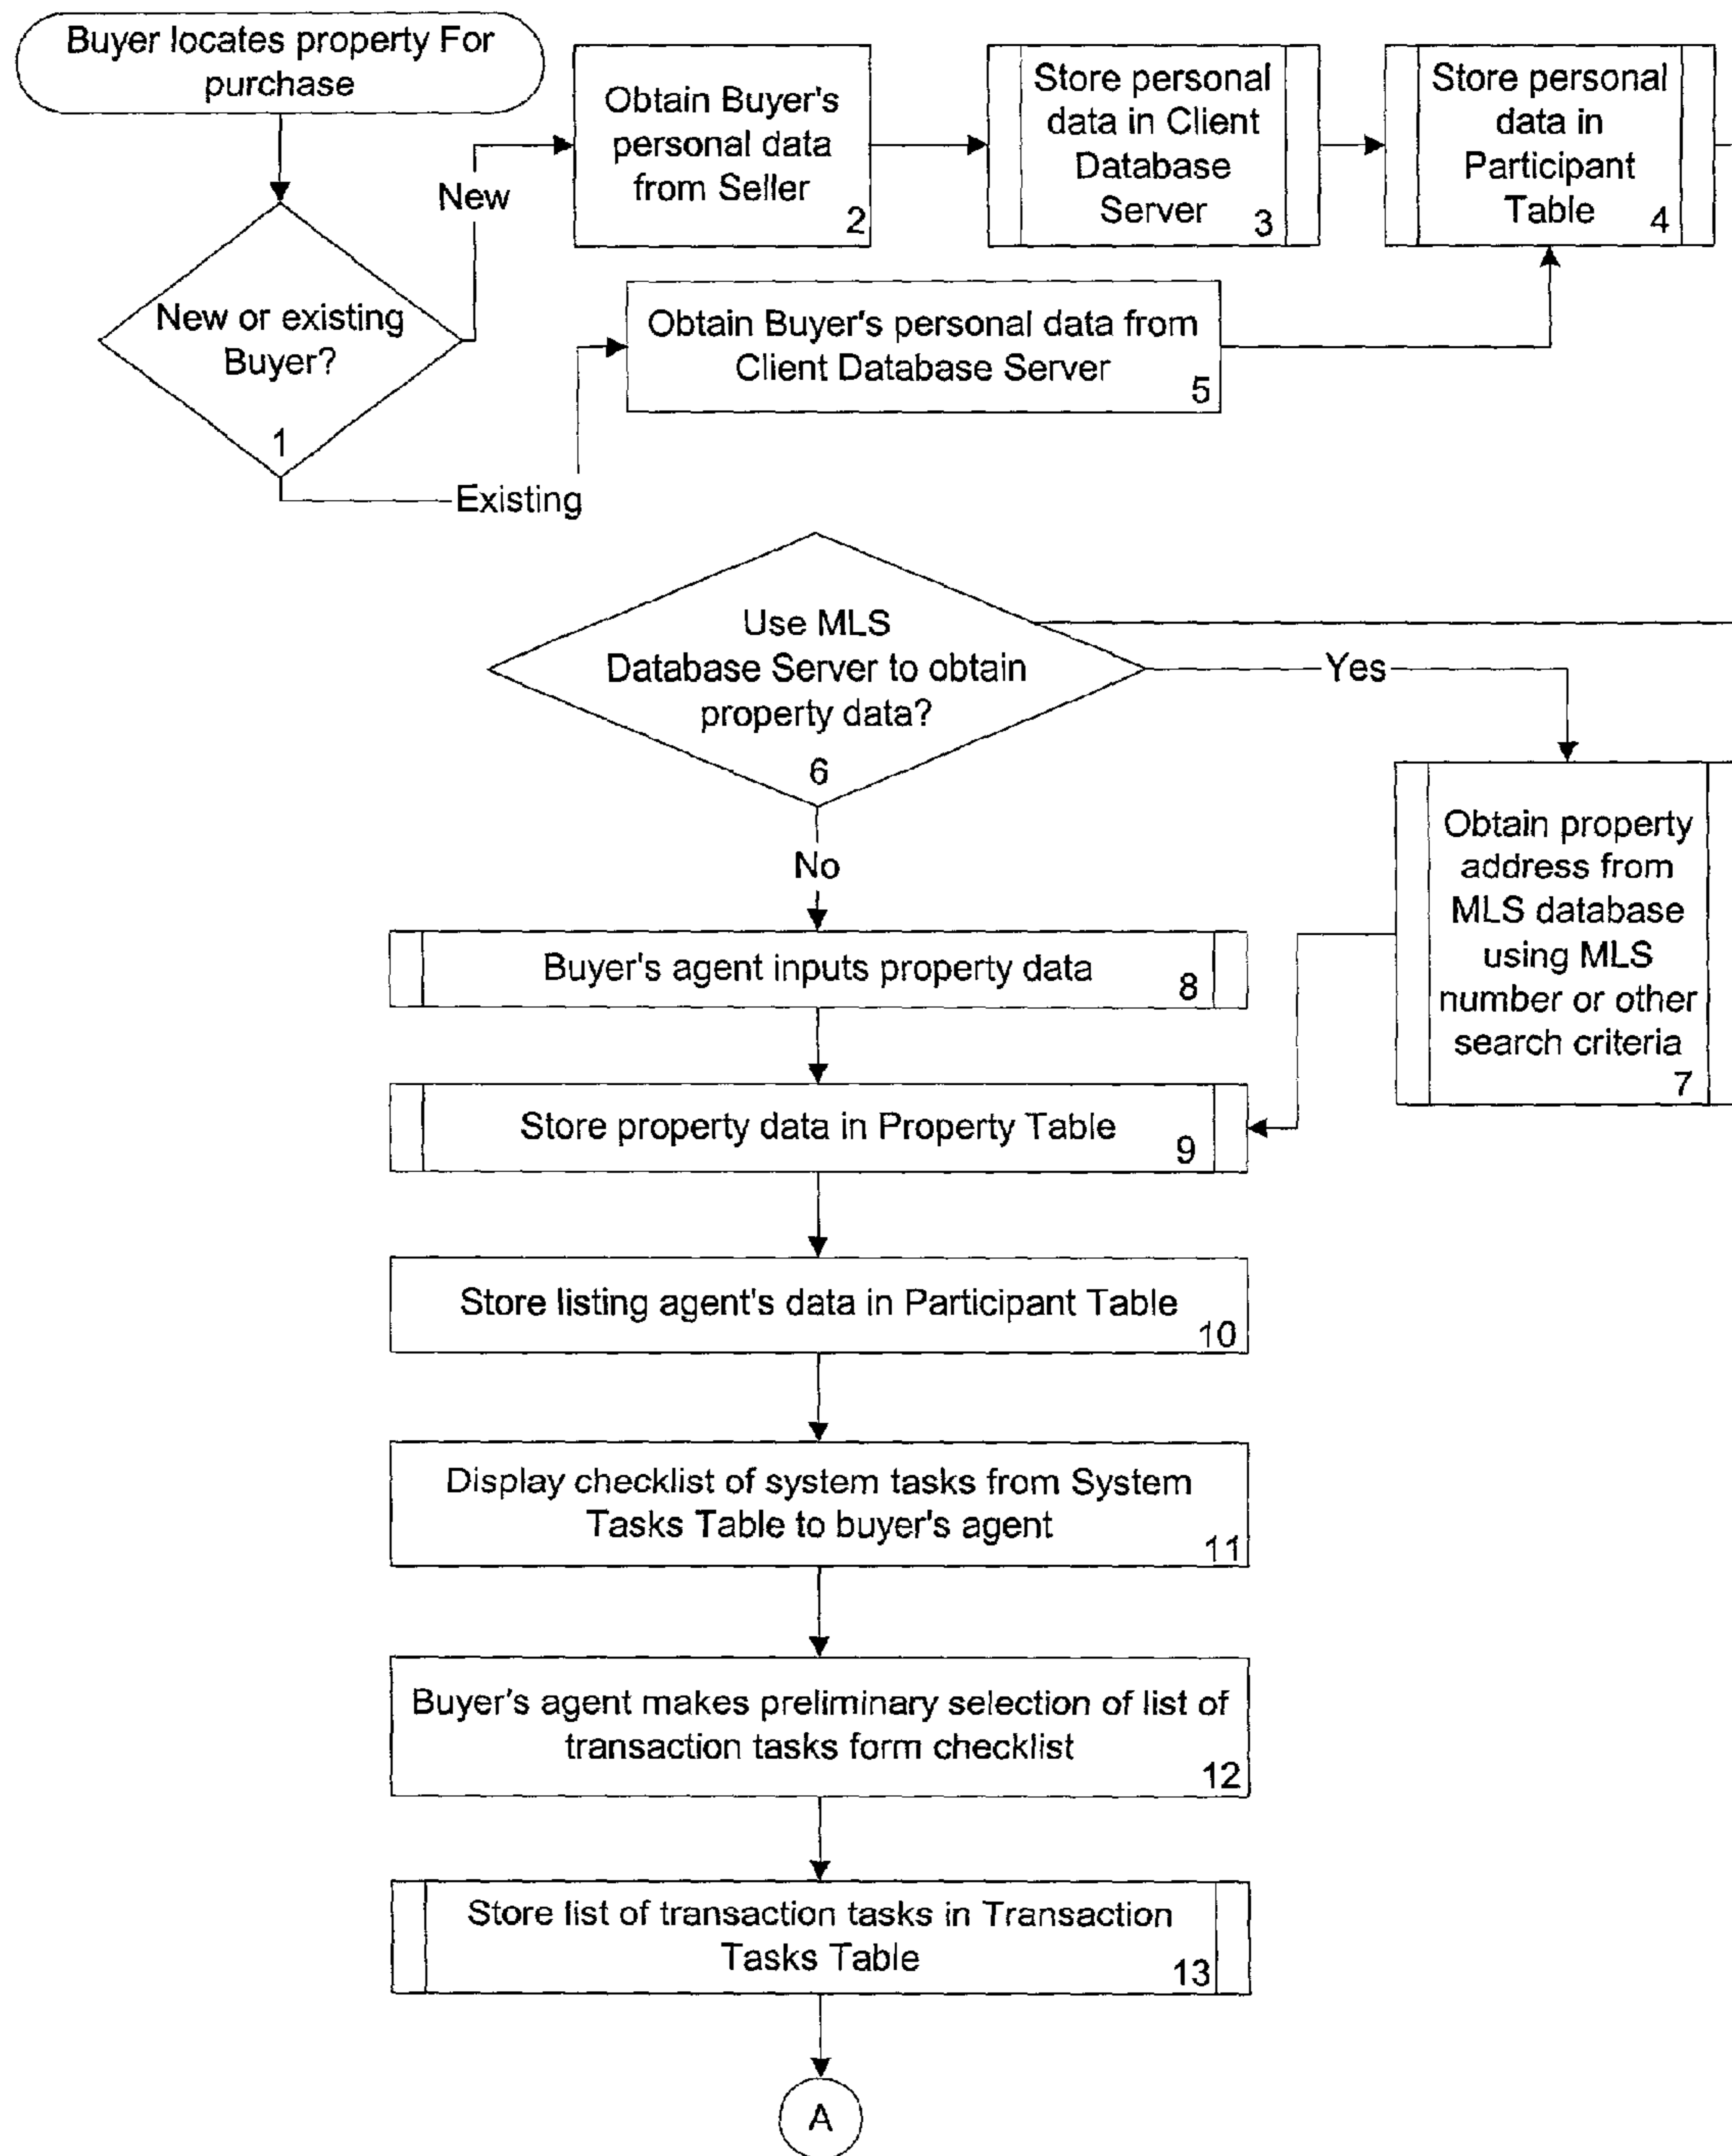 Buyer locates property For
purchase
New or existing
Buyer?
1
New
Existing
Obtain Buyer's
personal data
from Seller
2
Store personal
data in Client
Database
Server
3
Store personal
data in
Participant
Table
4
Obtain Buyer's personal data from
Client Database Server
5
Use MLS
Database Server to obtain
property data?
6
Yes
No
Obtain property
address from
MLS database
using MLS
number or other
search criteria
7
Buyer's agent inputs property data
8
Store property data in Property Table
9
Store listing agent's data in Participant Table
10
Display checklist of system tasks from System
Tasks Table to buyer's agent
11
Buyer's agent makes preliminary selection of list of
transaction tasks form checklist
12
Store list of transaction tasks in Transaction
Tasks Table
13
A